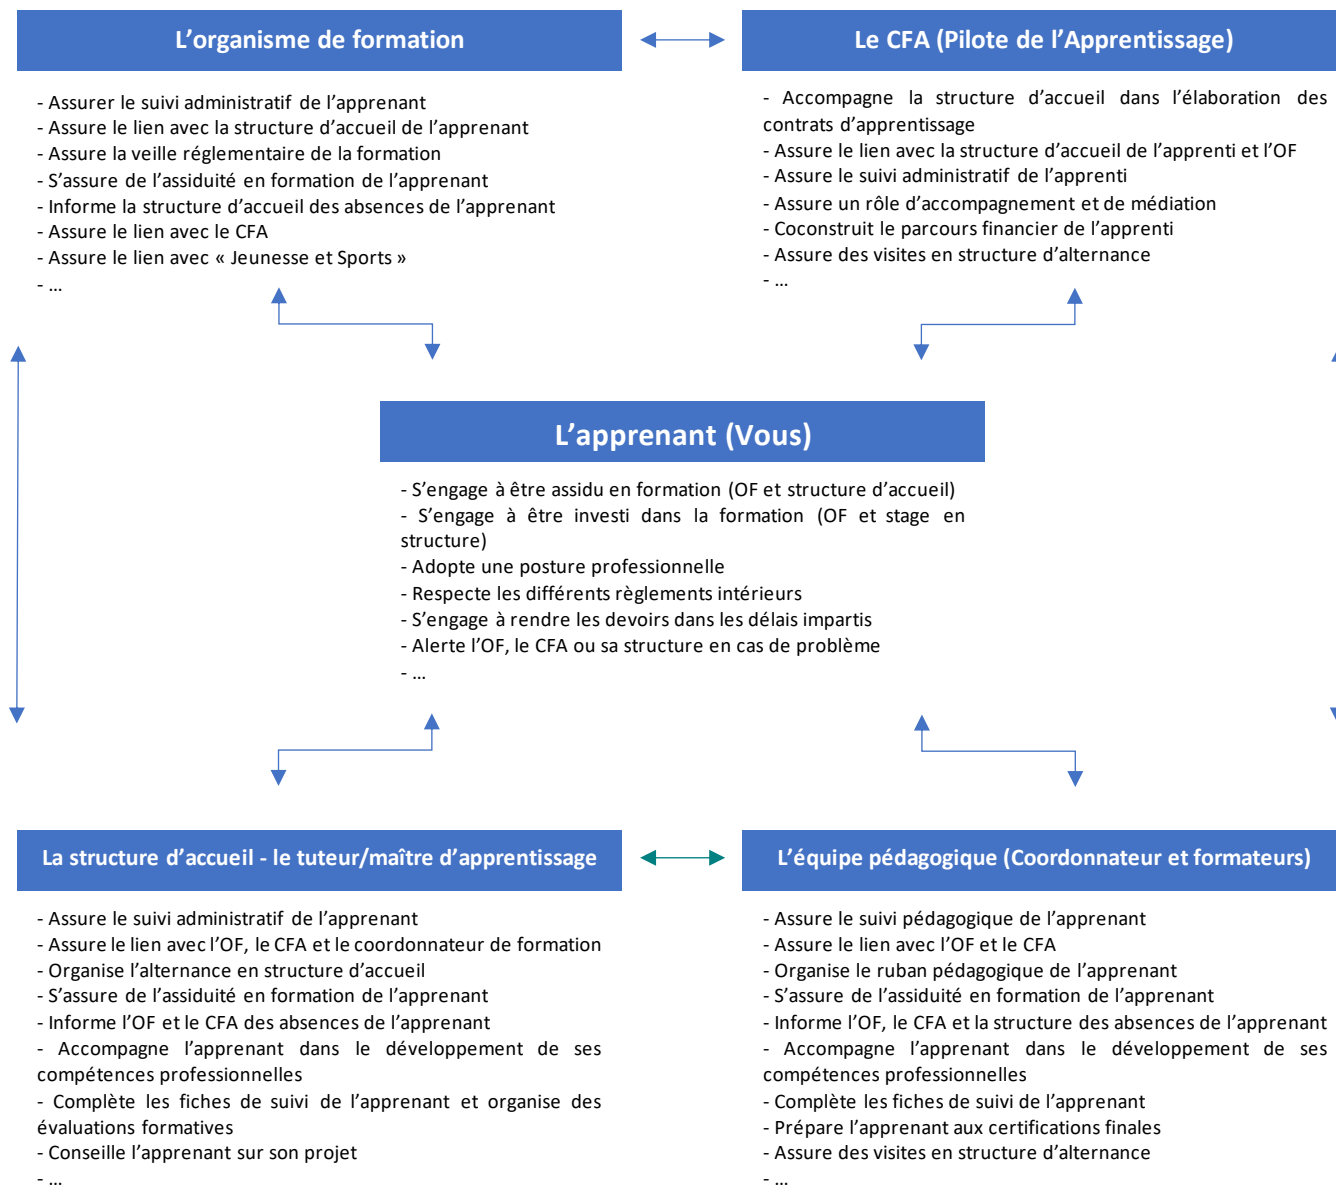 L'organisme de formation
- Assurer le suivi administratif de l'apprenant
- Assure le lien avec la structure d'accueil de l'apprenant
- Assure la veille réglementaire de la formation
- S'assure de l'assiduité en formation de l'apprenant
- Informe la structure d'accueil des absences de l'apprenant
- Assure le lien avec le CFA
- Assure le lien avec « Jeunesse et Sports »
- ...
Le CFA (Pilote de l'Apprentissage)
- Accompagne la structure d'accueil dans l'élaboration des
contrats d'apprentissage
- Assure le lien avec la structure d'accueil de l'apprenti et l'OF
- Assure le suivi administratif de l'apprenti
- Assure un rôle d'accompagnement et de médiation
- Coconstruit le parcours financier de l'apprenti
- Assure des visites en structure d'alternance
- ...
L'apprenant (Vous)
- S'engage à être assidu en formation (OF et structure d'accueil)
- S'engage à être investi dans la formation (OF et stage en
structure)
- Adopte une posture professionnelle
- Respecte les différents règlements intérieurs
- S'engage à rendre les devoirs dans les délais impartis
- Alerte l'OF, le CFA ou sa structure en cas de problème
- ...
La structure d'accueil - le tuteur/maître d'apprentissage
- Assure le suivi administratif de l'apprenant
- Assure le lien avec l'OF, le CFA et le coordonnateur de formation
- Organise l'alternance en structure d'accueil
- S'assure de l'assiduité en formation de l'apprenant
- Informe l'OF et le CFA des absences de l'apprenant
- Accompagne l'apprenant dans le développement de ses
compétences professionnelles
- Complète les fiches de suivi de l'apprenant et organise des
évaluations formatives
- Conseille l'apprenant sur son projet
- ...
L'équipe pédagogique (Coordonnateur et formateurs)
- Assure le suivi pédagogique de l'apprenant
- Assure le lien avec l'OF et le CFA
- Organise le ruban pédagogique de l'apprenant
- S'assure de l'assiduité en formation de l'apprenant
- Informe l'OF, le CFA et la structure des absences de l'apprenant
- Accompagne l'apprenant dans le développement de ses
compétences professionnelles
- Complète les fiches de suivi de l'apprenant
- Prépare l'apprenant aux certifications finales
- Assure des visites en structure d'alternance
- ...